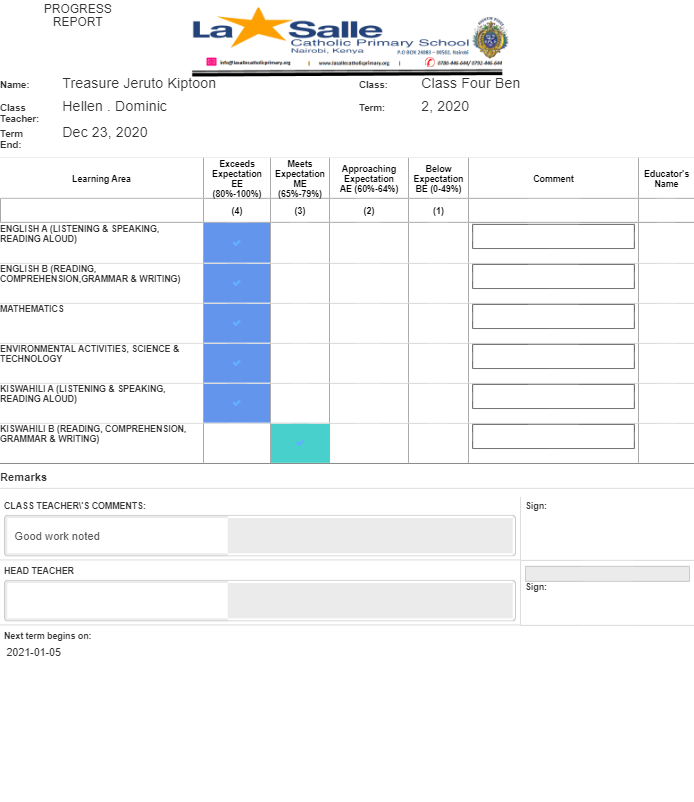 PROGRESS
REPORT
La Salle
Catholic Primary School
Nairobi, Kenya
P.O BOX 24083 - 00502, Nairobi
info@lasallecatholicprimary.org | www.lasallecatholicprimary.org | 0780-446-644/ 0792-446-644
Name: Treasure Jeruto Kiptoon Class: Class Four Ben
Class Teacher: Hellen . Dominic Term: 2, 2020
Term End: Dec 23, 2020
Learning Area Exceeds Expectation EE (80%-100%) Meets Expectation ME (65%-79%) Approaching Expectation AE (60%-64%) Below Expectation BE (0-49%) Comment Educator's Name
(4) (3) (2) (1)
ENGLISH A (LISTENING & SPEAKING,
READING ALOUD)
ENGLISH B (READING,
COMPREHENSION,GRAMMAR & WRITING)
MATHEMATICS
ENVIRONMENTAL ACTIVITIES, SCIENCE &
TECHNOLOGY
KISWAHILI A (LISTENING & SPEAKING,
READING ALOUD)
KISWAHILI B (READING, COMPREHENSION,
GRAMMAR & WRITING)
Remarks
CLASS TEACHER\'S COMMENTS: Sign:
Good work noted
HEAD TEACHER
Sign:
Next term begins on:
2021-01-05